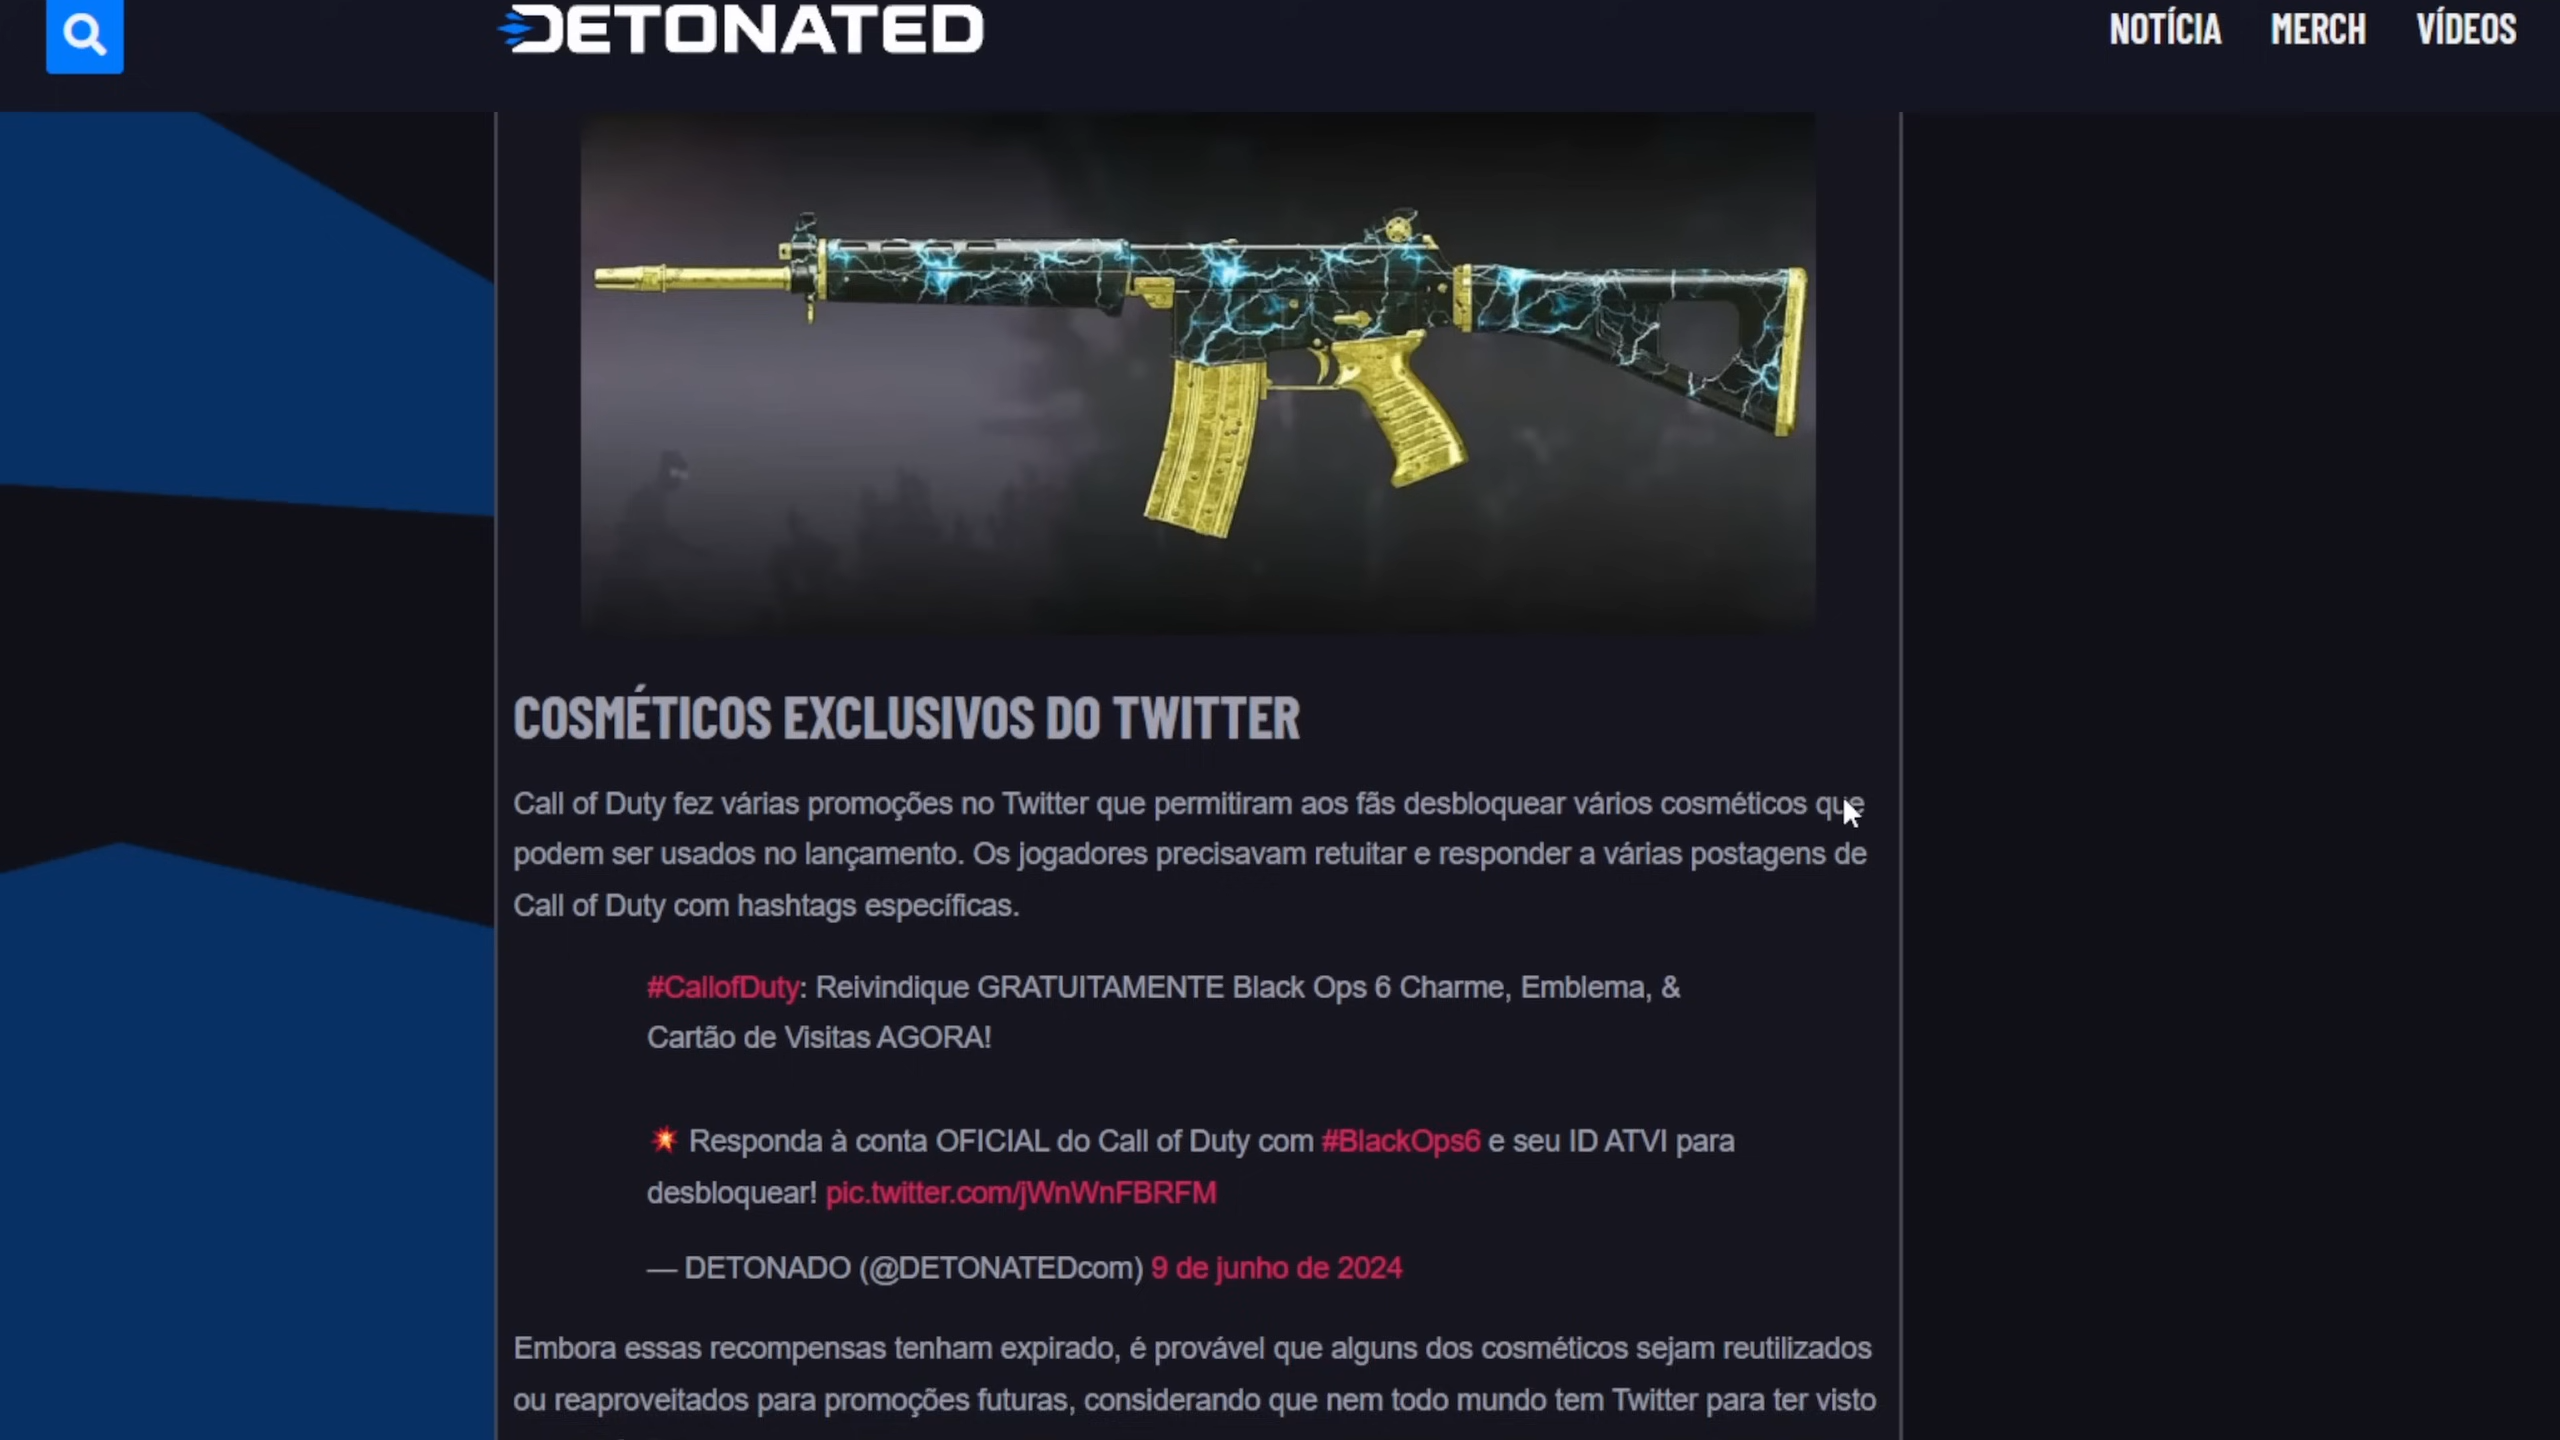 DETONATED
NOTÍCIA MERCH VÍDEOS
COSMÉTICOS EXCLUSIVOS DO TWITTER
Call of Duty fez várias promoções no Twitter que permitiram aos fãs desbloquear vários cosméticos que
podem ser usados no lançamento. Os jogadores precisavam retuitar e responder a várias postagens de
Call of Duty com hashtags específicas.
#CallofDuty: Reivindique GRATUITAMENTE Black Ops 6 Charme, Emblema, &
Cartão de Visitas AGORA!
💥 Responda à conta OFICIAL do Call of Duty com #BlackOps6 e seu ID ATVI para
desbloquear! pic.twitter.com/jWnWnFBRFM
— DETONADO (@DETONATEDcom) 9 de junho de 2024
Embora essas recompensas tenham expirado, é provável que alguns dos cosméticos sejam reutilizados
ou reaproveitados para promoções futuras, considerando que nem todo mundo tem Twitter para ter visto